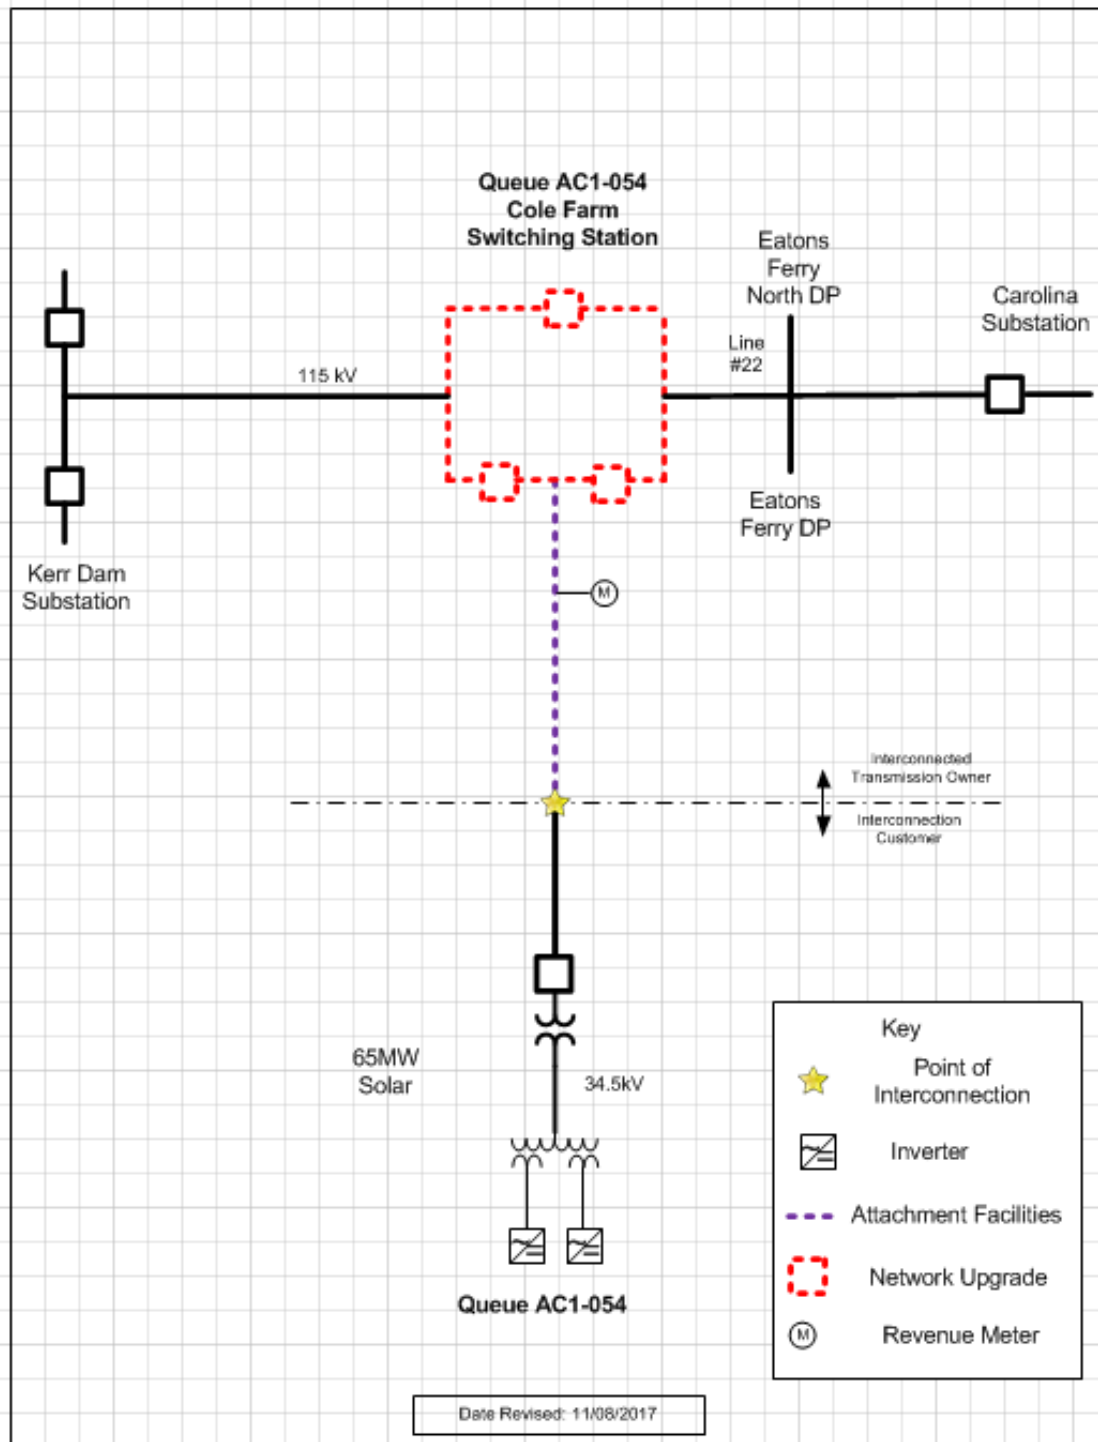 Queue AC1-054
Cole Farm
Switching Station
Eatons
Ferry
North DP
Carolina
Substation
Line
#22
115 kV
Eatons
Ferry DP
Kerr Dam
Substation
M
Interconnected
Transmission Owner
Interconnection
Customer
65MW
Solar
34.5kV
Queue AC1-054
Key
Point of
Interconnection
Inverter
Attachment Facilities
Network Upgrade
M
Revenue Meter
Date Revised: 11/08/2017